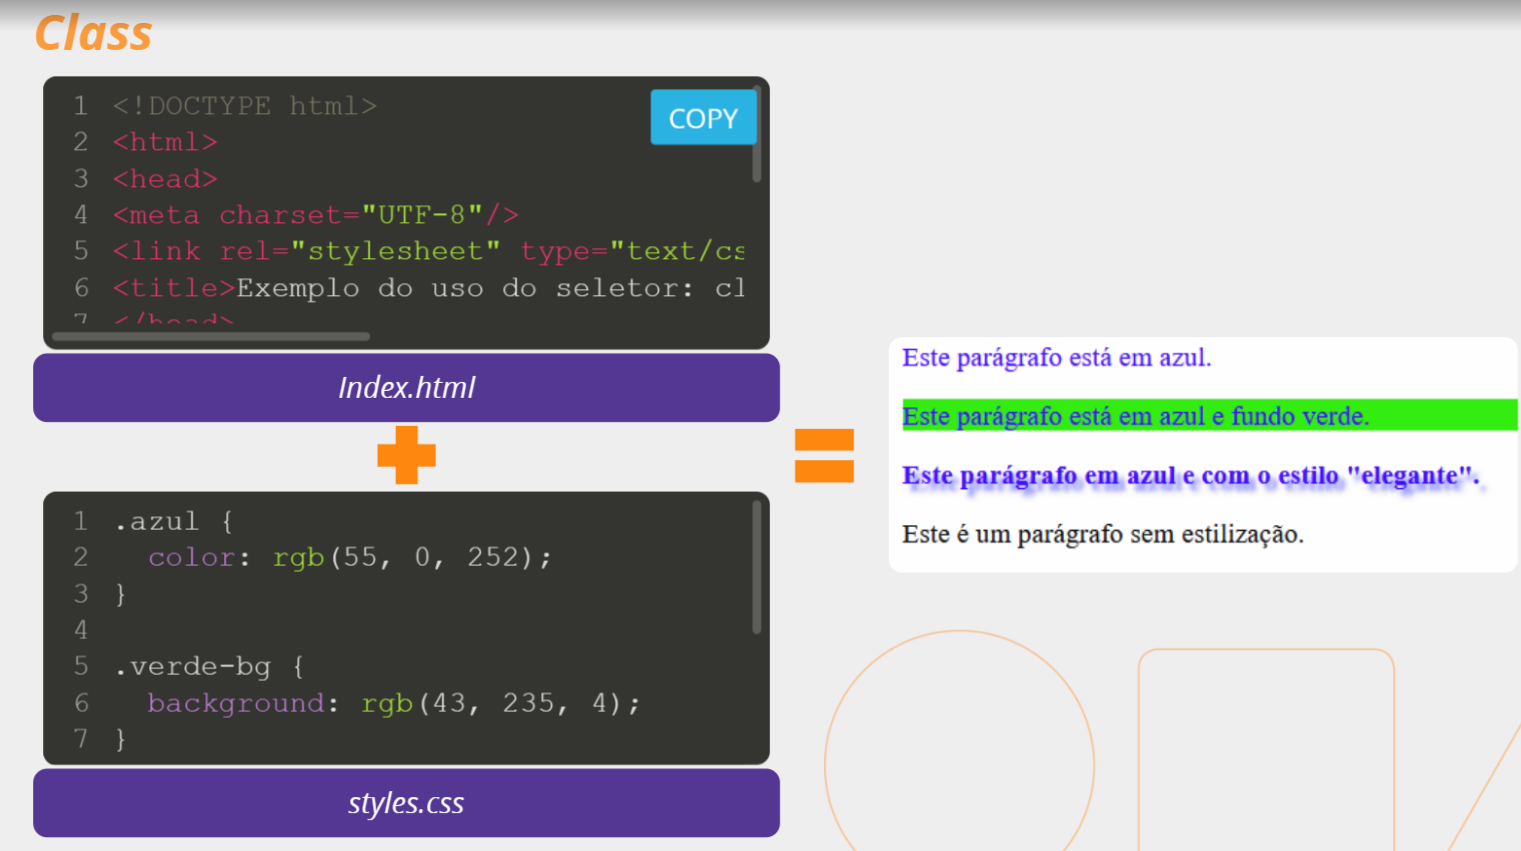 Class
1 <!DOCTYPE html>
COPY
2 <html>
3 <head>
4 <meta charset="UTF-8"/>
5 <link rel="stylesheet" type="text/cs
6 <title>Exemplo do uso do seletor: cl
7 </head>
Index.html
1 .azul {
2 color: rgb(55, 0, 252);
3 }
4
5 .verde-bg {
6 background: rgb(43, 235, 4);
7 }
styles.css
Este parágrafo está em azul.
Este parágrafo está em azul e fundo verde.
Este parágrafo em azul e com o estilo "elegante".
Este é um parágrafo sem estilização.